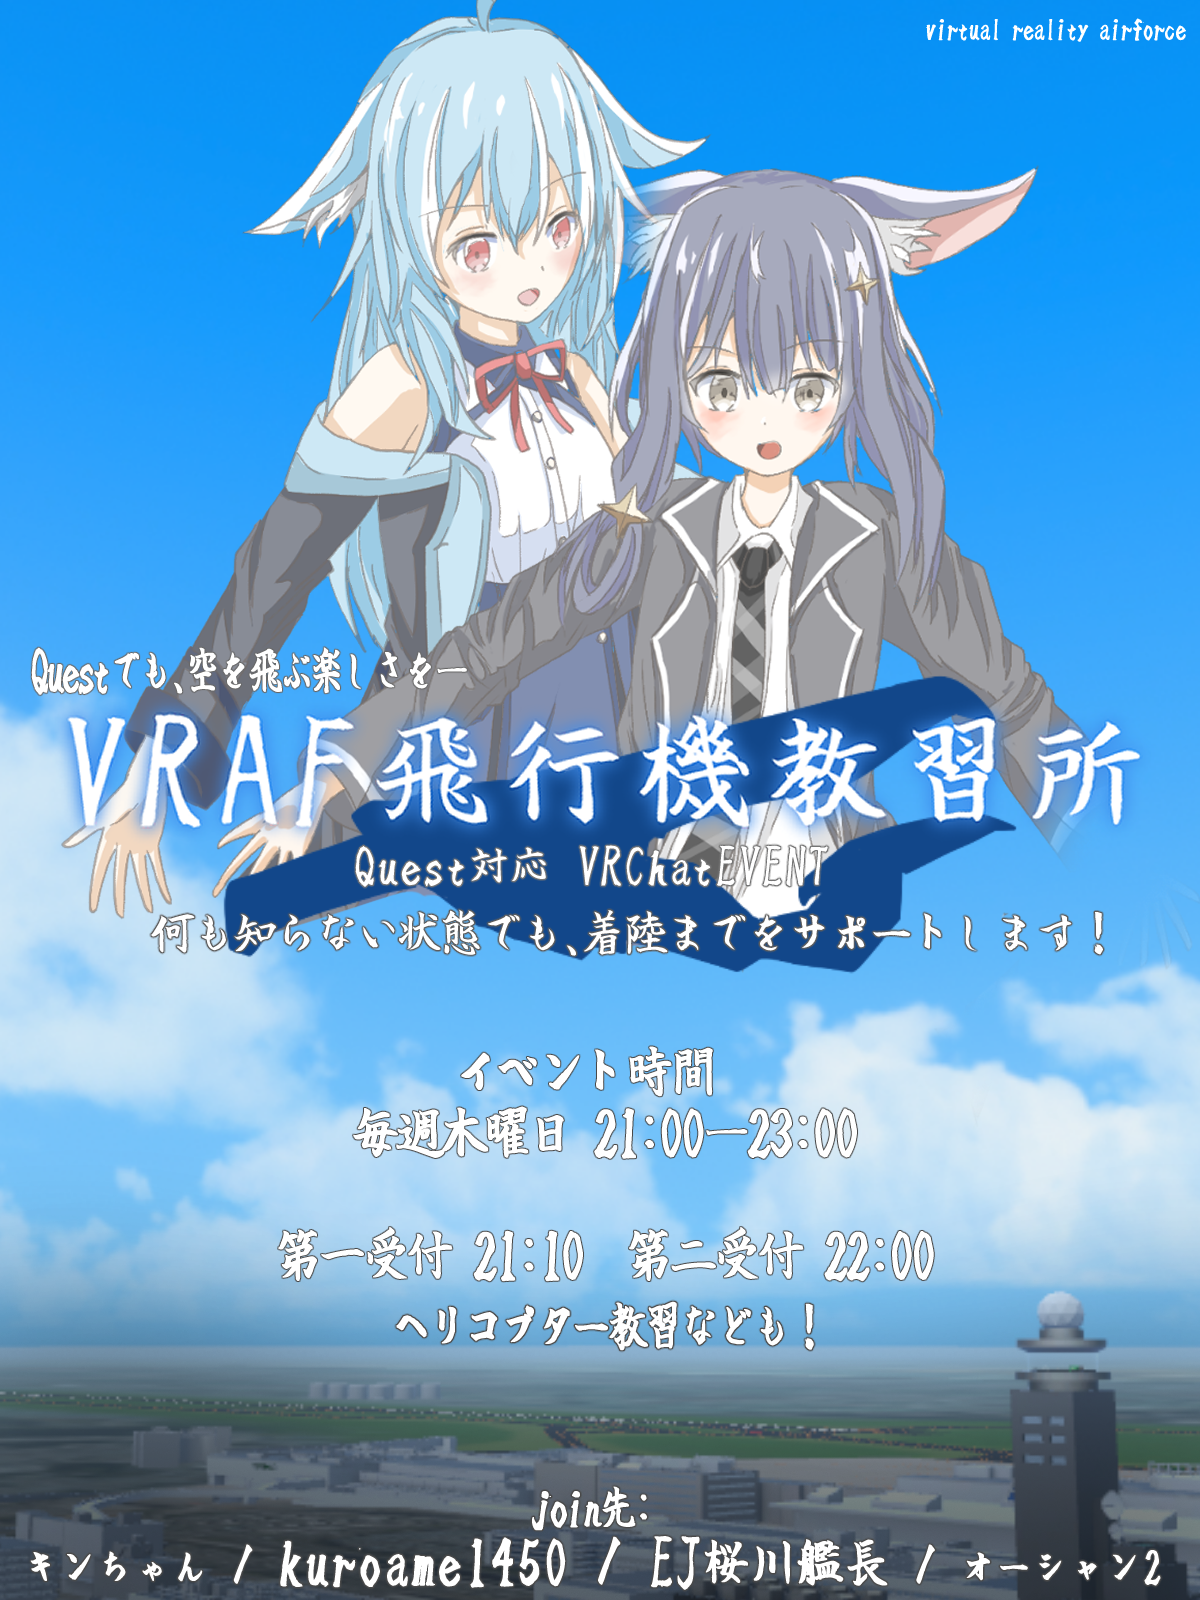 virtual reality airforce
Questでも、空を飛ぶ楽しさを―
VRAF飛行機教習所
Quest対応 VRChatEVENT
何も知らない状態でも、着陸までをサポートします!
イベント時間
毎週木曜日 21:00―23:00
第一受付 21:10 第二受付 22:00
ヘリコプター教習なども!
join先:
キンちゃん / kuroame1450 / EJ桜川艦長 / オーシャン2